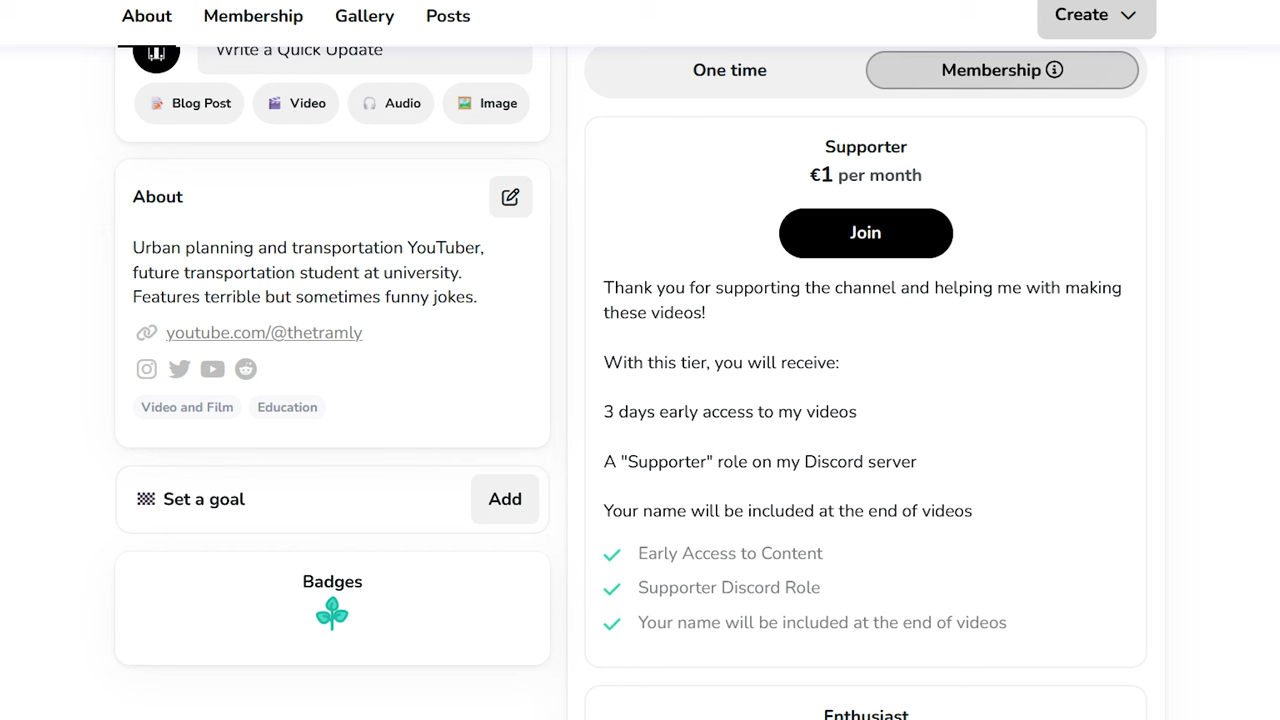 About Membership Gallery Posts
Create
Write a Quick Update
Blog Post Video Audio Image
About
Urban planning and transportation YouTuber,
future transportation student at university.
Features terrible but sometimes funny jokes.
youtube.com/@thetramly
Video and Film Education
Set a goal Add
Badges
One time Membership
Supporter
€1 per month
Join
Thank you for supporting the channel and helping me with making
these videos!
With this tier, you will receive:
3 days early access to my videos
A "Supporter" role on my Discord server
Your name will be included at the end of videos
Early Access to Content
Supporter Discord Role
Your name will be included at the end of videos
Enthusiast